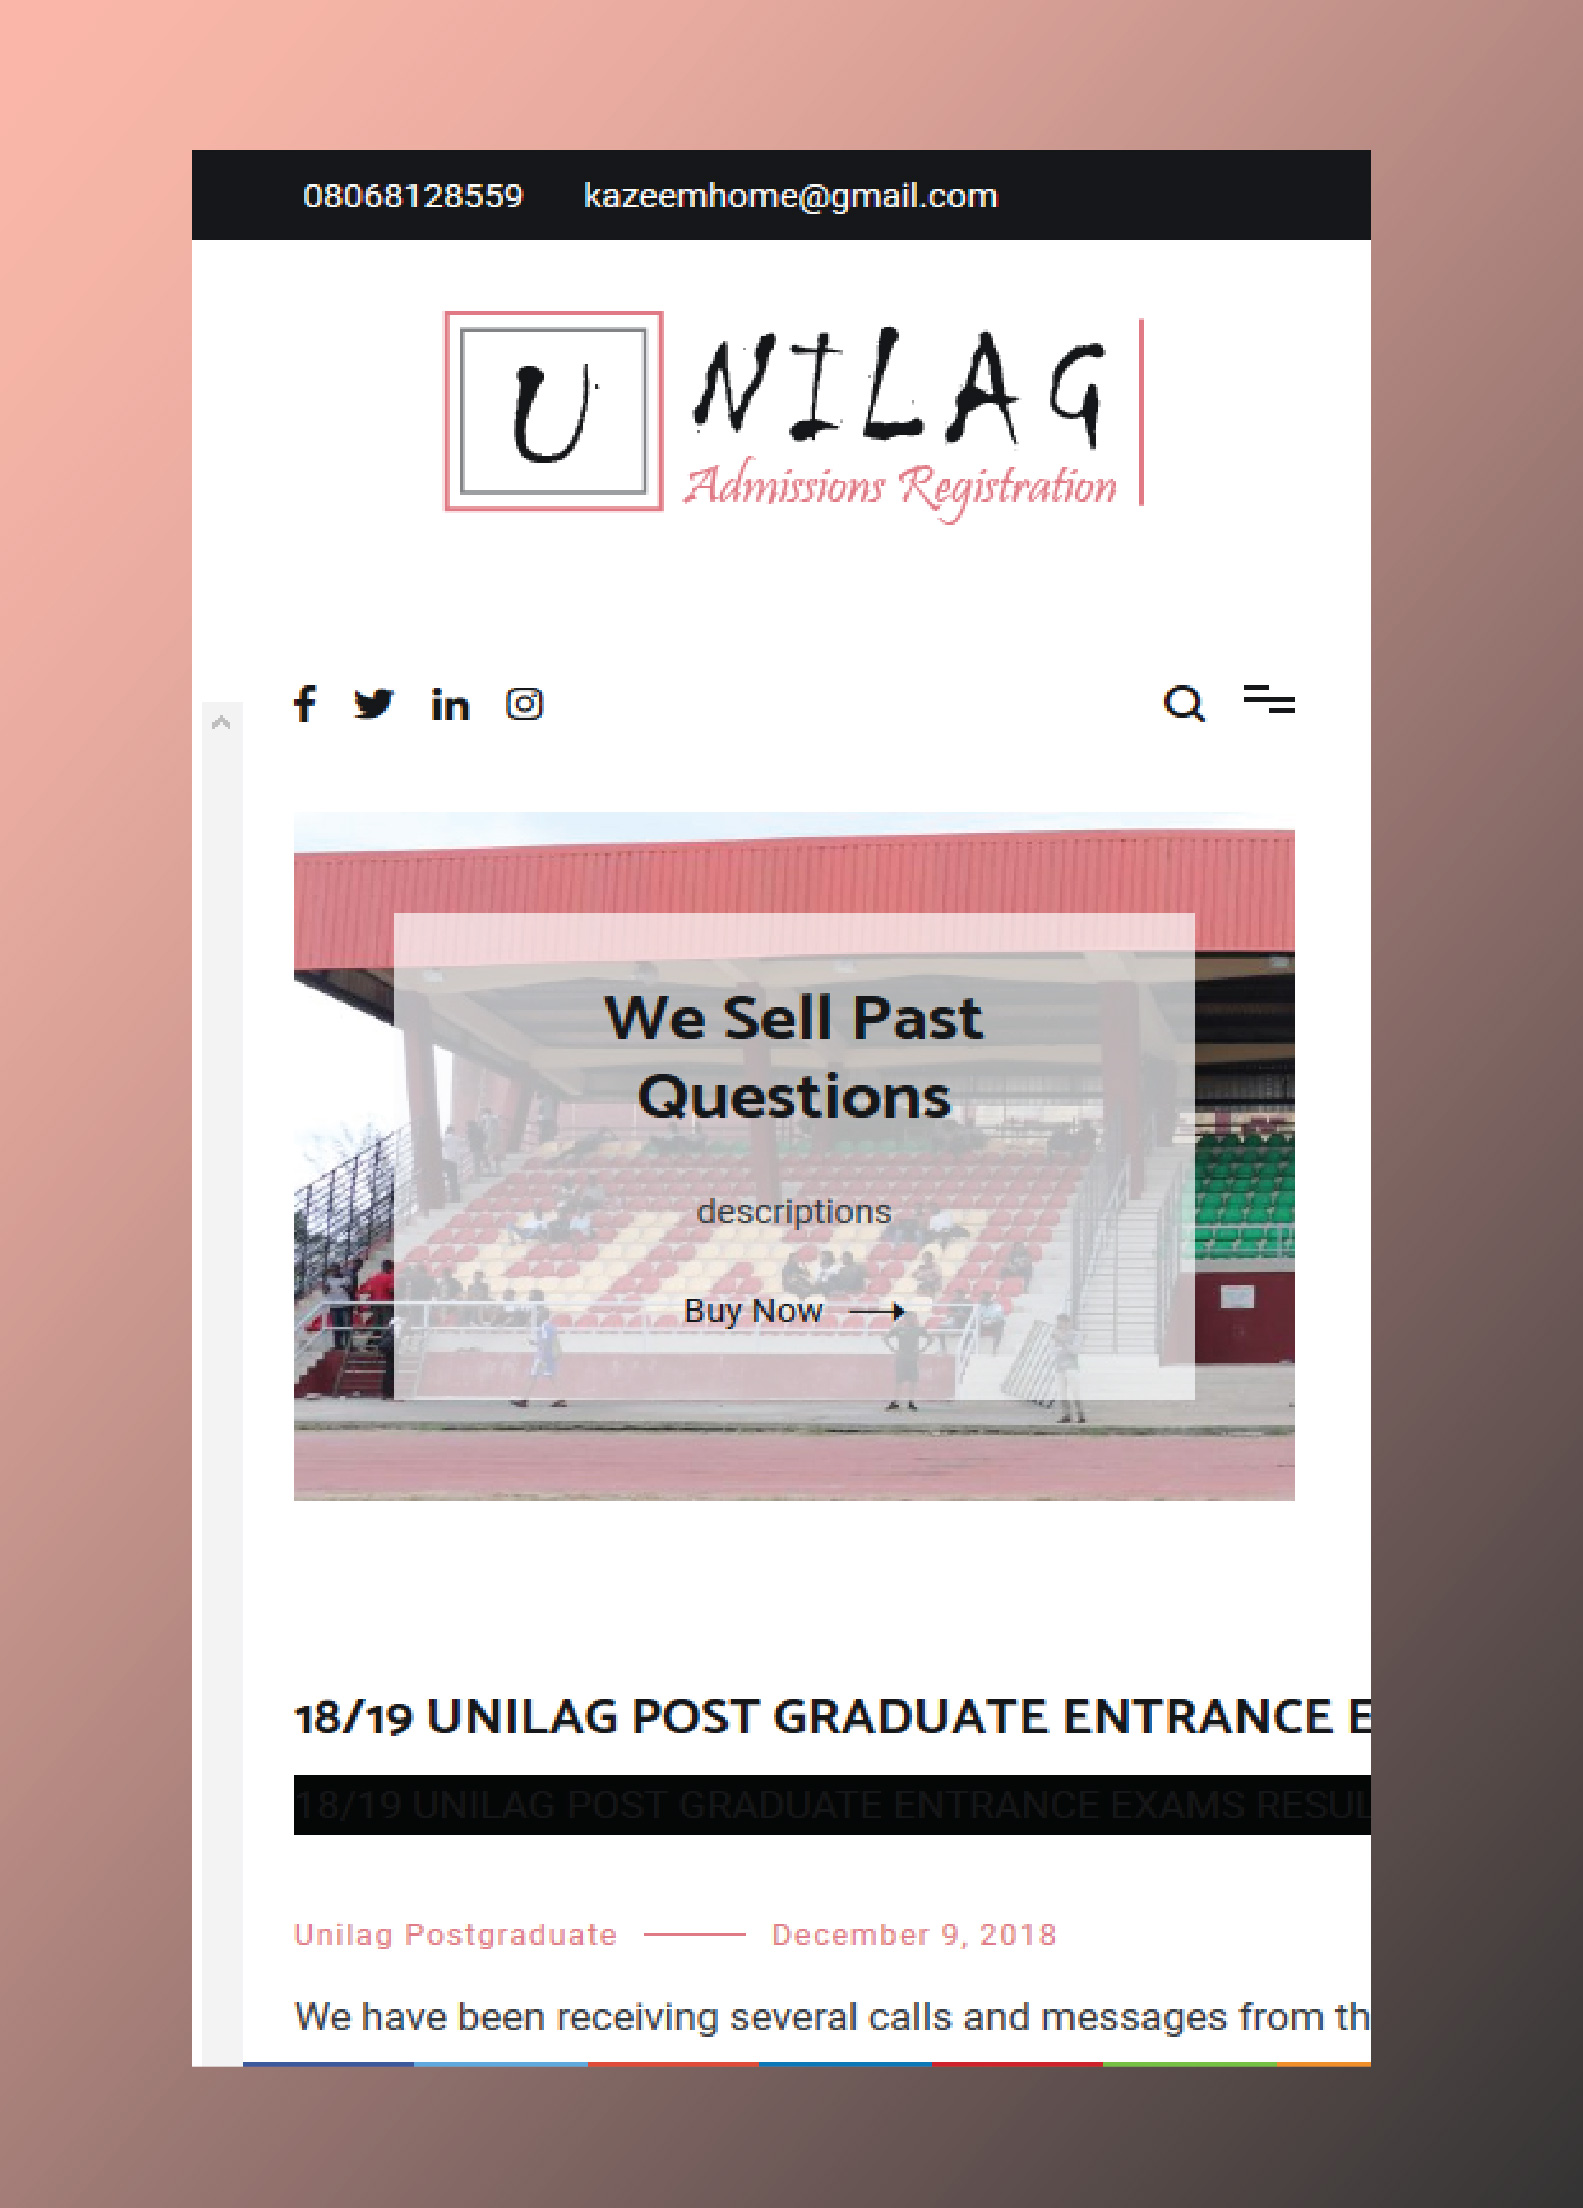 08068128559 kazeemhome@gmail.com
U NILAG
Admissions Registration
We Sell Past
Questions
descriptions
Buy Now
18/19 UNILAG POST GRADUATE ENTRANCE E
18/19 UNILAG POST GRADUATE ENTRANCE EXAMS RESUL
Unilag Postgraduate December 9, 2018
We have been receiving several calls and messages from th